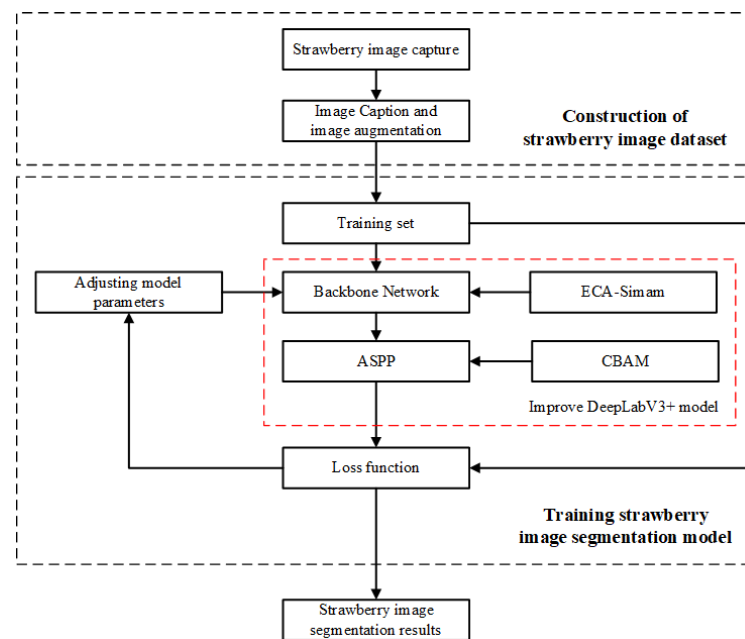 Strawberry image capture
Image Caption and
image augmentation
Construction of
strawberry image dataset
Training set
Adjusting model
parameters
Backbone Network
ECA-Simam
ASPP
CBAM
Improve DeepLabV3+ model
Loss function
Training strawberry
image segmentation model
Strawberry image
segmentation results